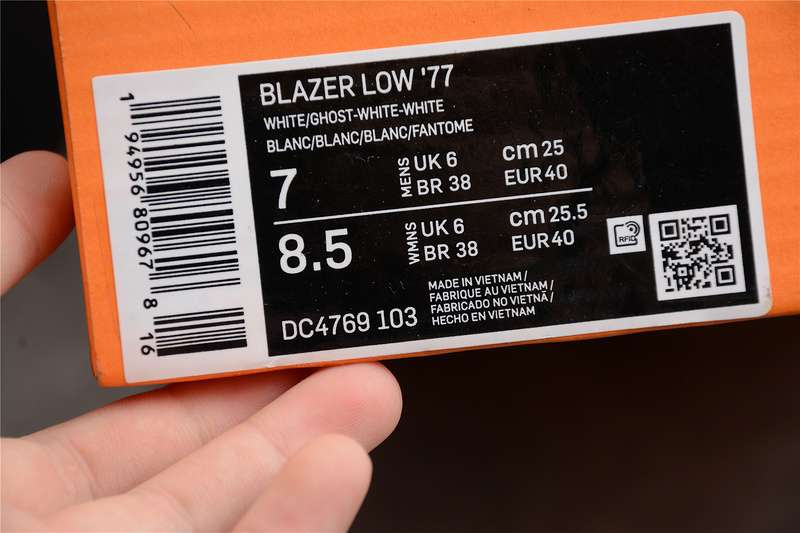 BLAZER LOW '77
WHITE/GHOST-WHITE-WHITE
BLANC/BLANC/BLANC/FANTOME
7
MENS
UK 6
BR 38
cm 25
EUR 40
8.5
WMNS
UK 6
BR 38
cm 25.5
EUR 40
RFID
DC4769 103
MADE IN VIETNAM/
FABRIQUE AU VIETNAM/
FABRICADO NO VIETNÃ/
HECHO EN VIETNAM
1 94956 80967 8
16